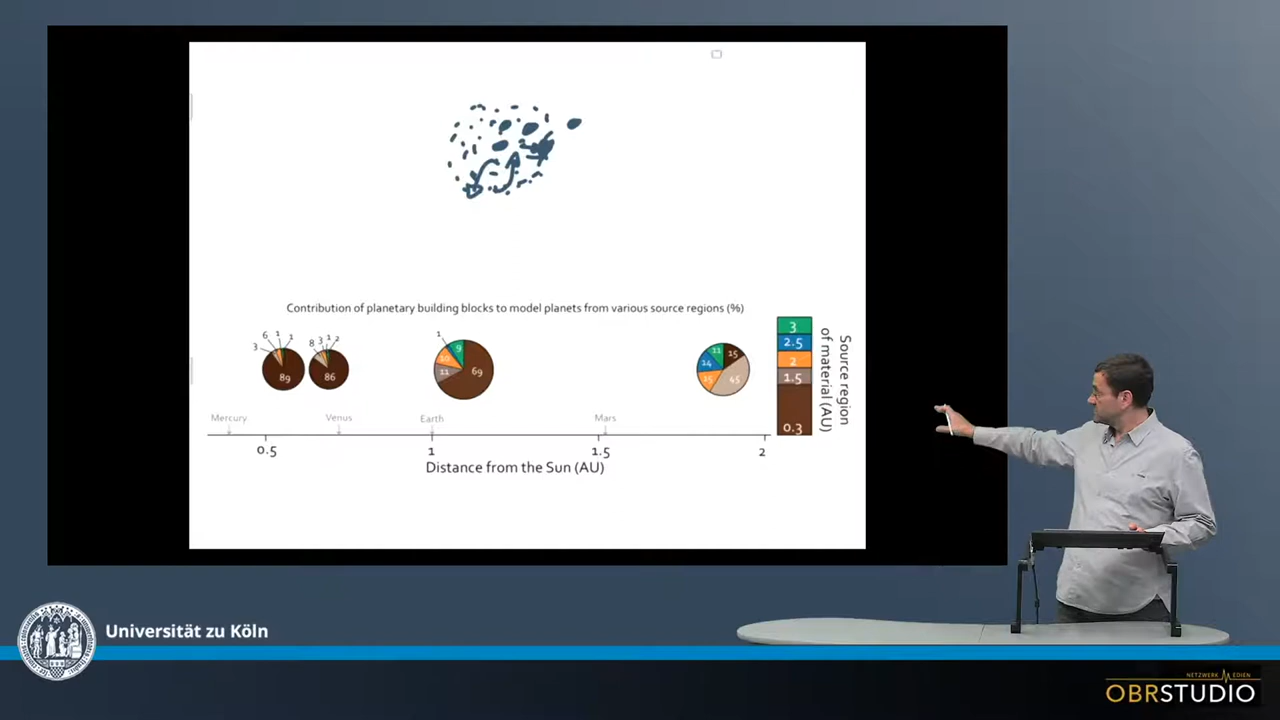 Contribution of planetary building blocks to model planets from various source regions (%)
3 6 1 1 89
8 3 1 2 86
1 9 10 11 69
11 15 14 15 45
3
2.5
2
1.5
0.3
Source region
of material (AU)
Mercury Venus Earth Mars
0.5 1 1.5 2
Distance from the Sun (AU)
Universität zu Köln
NETZWERK MEDIEN
OBRSTUDIO